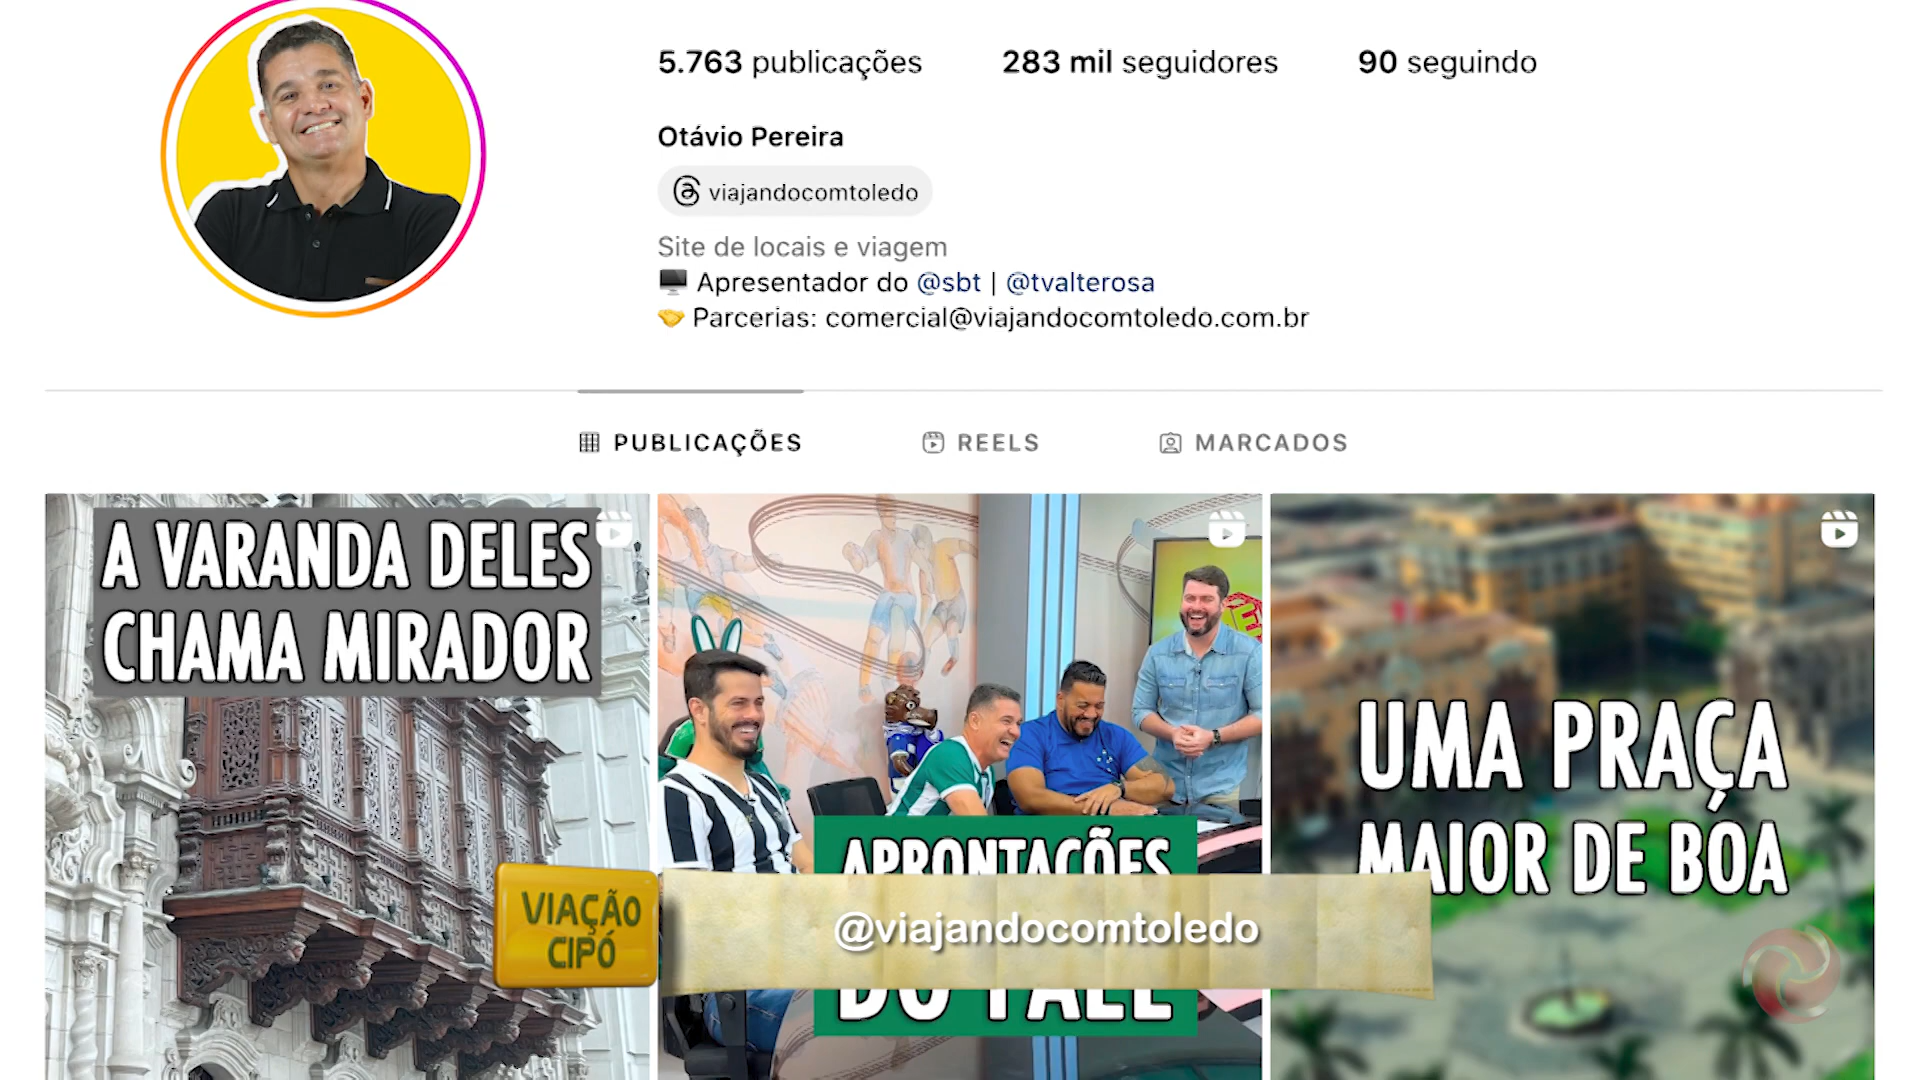 5.763 publicações
283 mil seguidores
90 seguindo
Otávio Pereira
viajandocomtoledo
Site de locais e viagem
Apresentador do @sbt | @tvalterosa
Parcerias: comercial@viajandocomtoledo.com.br
PUBLICAÇÕES
REELS
MARCADOS
A VARANDA DELES
CHAMA MIRADOR
APRONTAÇÕES
UMA PRAÇA
MAIOR DE BOA
VIAÇÃO
CIPÓ
@viajandocomtoledo